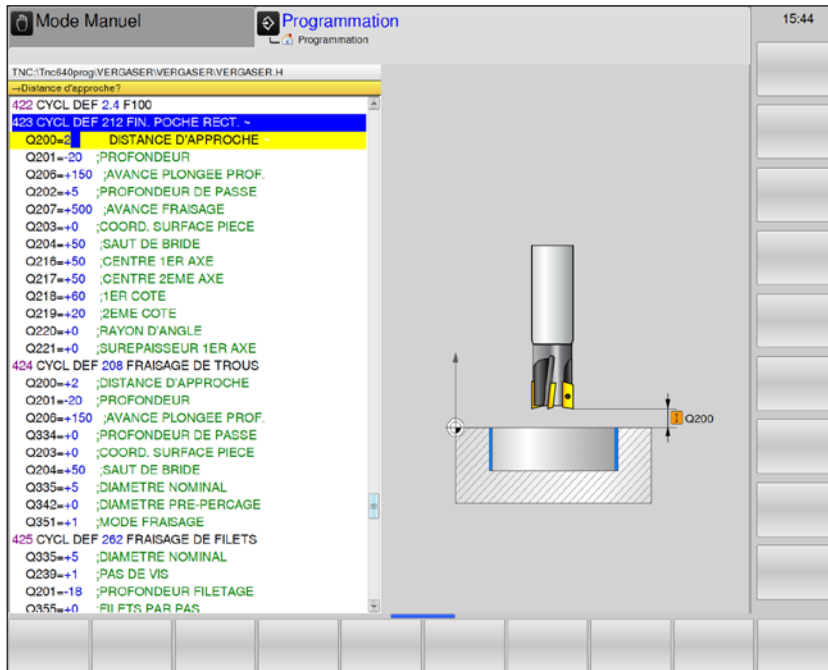 Mode Manuel
Programmation
15:44
Programmation
TNC:\Tnc640prog\VERGASER\VERGASER\VERGASER.H
→Distance d'approche?
422 CYCL DEF 2.4 F100
423 CYCL DEF 212 FIN. POCHE RECT. ~
Q200=2 DISTANCE D'APPROCHE ~
Q201=-20 ;PROFONDEUR
Q206=+150 ;AVANCE PLONGEE PROF.
Q202=+5 ;PROFONDEUR DE PASSE
Q207=+500 ;AVANCE FRAISAGE
Q203=+0 ;COORD. SURFACE PIECE
Q204=+50 ;SAUT DE BRIDE
Q216=+50 ;CENTRE 1ER AXE
Q217=+50 ;CENTRE 2EME AXE
Q218=+60 ;1ER COTE
Q219=+20 ;2EME COTE
Q220=+0 ;RAYON D'ANGLE
Q221=+0 ;SUREPAISSEUR 1ER AXE
424 CYCL DEF 208 FRAISAGE DE TROUS
Q200=+2 ;DISTANCE D'APPROCHE
Q201=-20 ;PROFONDEUR
Q206=+150 ;AVANCE PLONGEE PROF.
Q334=+0 ;PROFONDEUR DE PASSE
Q203=+0 ;COORD. SURFACE PIECE
Q204=+50 ;SAUT DE BRIDE
Q335=+5 ;DIAMETRE NOMINAL
Q342=+0 ;DIAMETRE PRE-PERCAGE
Q351=+1 ;MODE FRAISAGE
425 CYCL DEF 262 FRAISAGE DE FILETS
Q335=+5 ;DIAMETRE NOMINAL
Q239=+1 ;PAS DE VIS
Q201=-18 ;PROFONDEUR FILETAGE
Q355=+0 ;FILETS PAR PAS
Q200